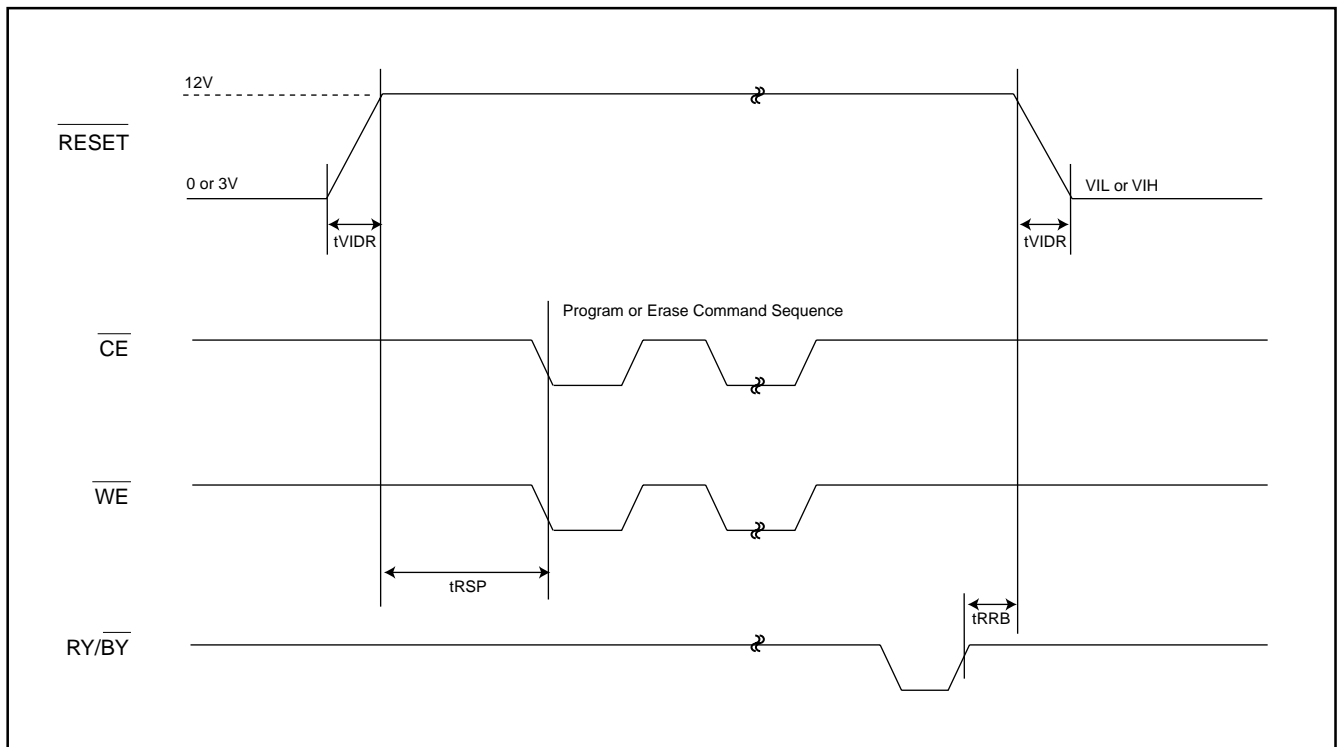 12V
RESET
0 or 3V
VIL or VIH
tVIDR
tVIDR
Program or Erase Command Sequence
CE
WE
tRSP
tRRB
RY/BY